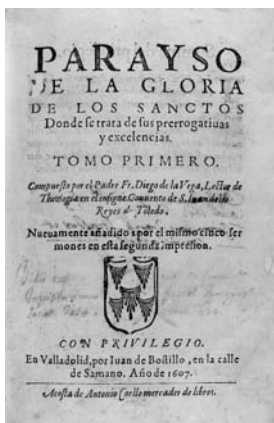 PARAYSO
DE LA GLORIA
DE LOS SANCTOS
Donde se trata de sus prerrogatiuas
y excelencias.
TOMO PRIMERO.
Compuesto por el Padre Fr. Diego de la Vega, Lector de
Theologia en el insigne Conuento de S. Iuan de los
Reyes de Toledo.
Nueuamente añadido por el mismo cinco ser
mones en esta segunda impresion.
CON PRIVILEGIO.
En Valladolid, por Iuan de Bostillo, en la calle
de Samano. Año de 1607.
Acosta de Antonio Coello mercader de libros.